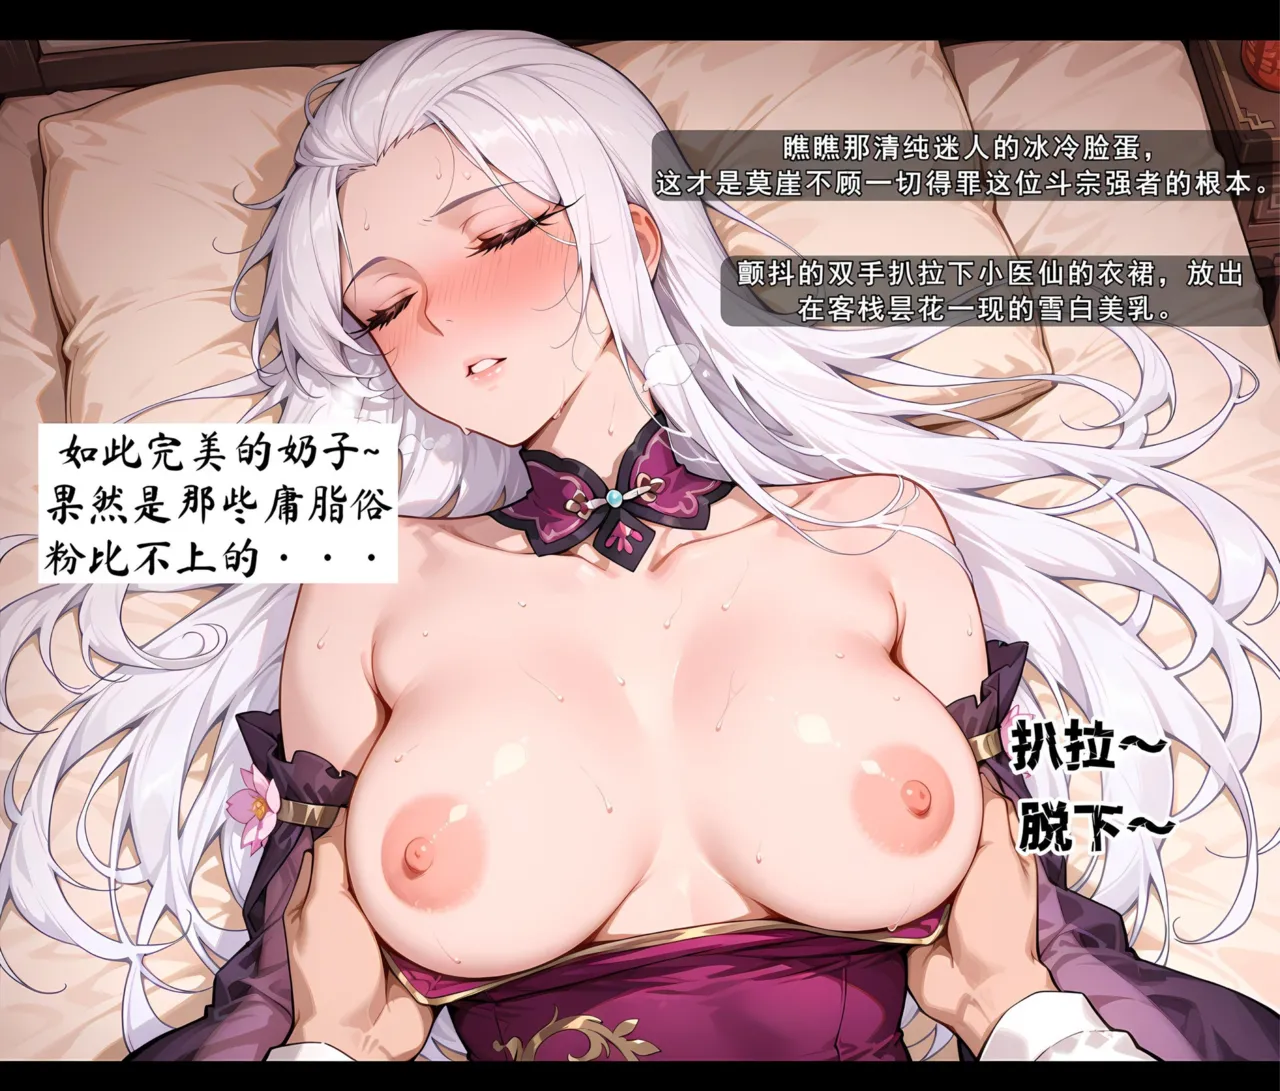 瞧瞧那清纯迷人的冰冷脸蛋，
这才是莫崖不顾一切得罪这位斗宗强者的根本。
颤抖的双手扒拉下小医仙的衣裙，放出
在客栈昙花一现的雪白美乳。
如此完美的奶子~
果然是那些庸脂俗
粉比不上的・・・
扒拉～
脱下～